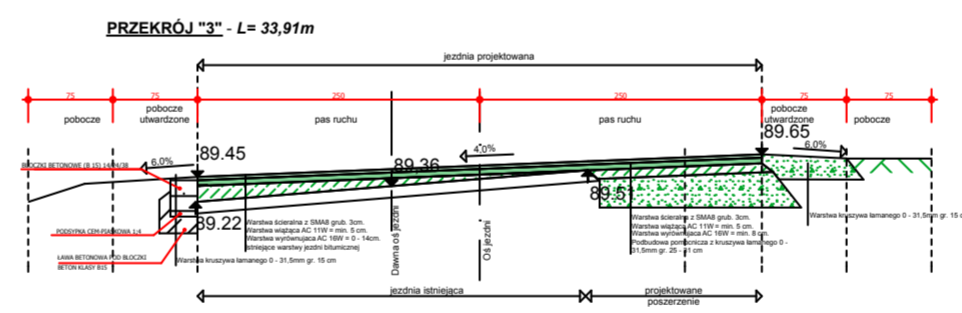 PRZEKRÓJ "3" - L= 33,91m
jezdnia projektowana
75
75
250
250
75
75
pobocze
pobocze
utwardzone
pas ruchu
pas ruchu
pobocze
utwardzone
pobocze
89.65
89.45
89.36
6,0%
4,0%
6,0%
BLOCZKI BETONOWE (B 15) 14/24/38
89.51
89.22
Warstwa ścieralna z SMA8 grub. 3cm.
Warstwa wiążąca AC 11W = min. 5 cm.
Warstwa wyrównująca AC 16W = 0 - 14cm.
Istniejące warstwy jezdni bitumicznej
Warstwa ścieralna z SMA8 grub. 3cm.
Warstwa wiążąca AC 11W = min. 5 cm.
Warstwa wyrównująca AC 16W = min. 8 cm.
Podbudowa pomocnicza z kruszywa łamanego 0 -
31,5mm gr. 25 - 31 cm
Warstwa kruszywa łamanego 0 - 31,5mm gr. 15 c
PODSYPKA CEM-PIASKOWA 1:4
ŁAWA BETONOWA POD BLOCZKI
BETON KLASY B15
Warstwa kruszywa łamanego 0 - 31,5mm gr. 15 cm
Dawna oś jezdni
Oś jezdni
jezdnia istniejąca
projektowane
poszerzenie